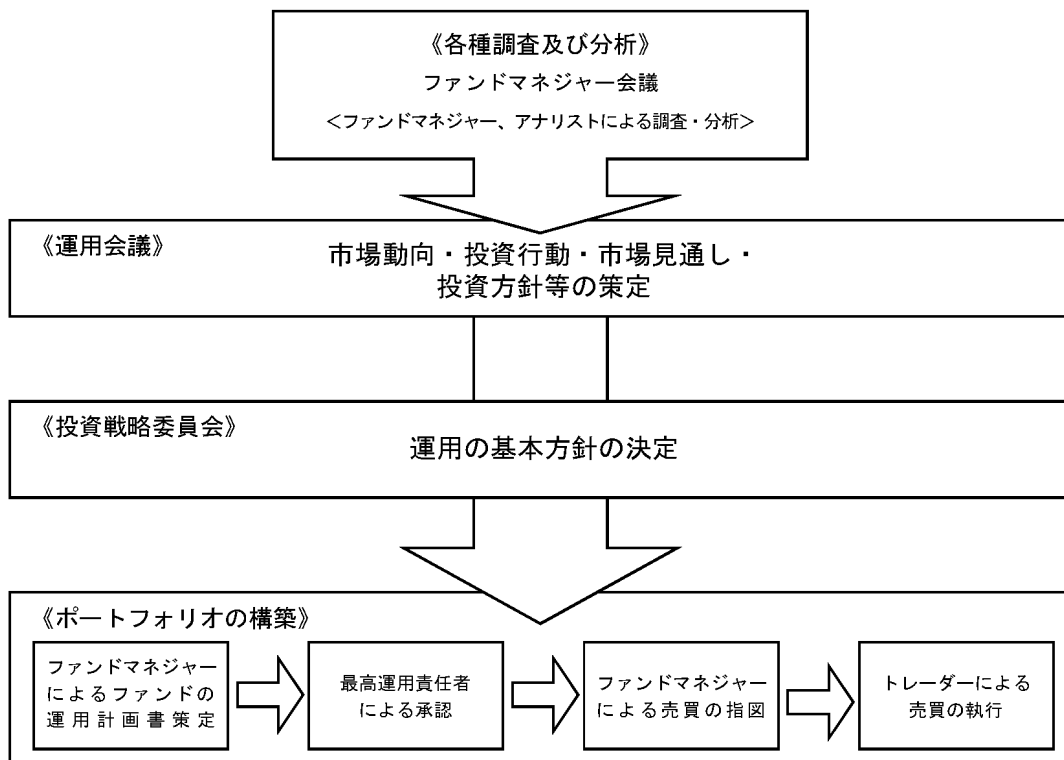 《各種調査及び分析》
ファンドマネジャー会議
＜ファンドマネジャー、アナリストによる調査・分析＞
《運用会議》
市場動向・投資行動・市場見通し・
投資方針等の策定
《投資戦略委員会》
運用の基本方針の決定
《ポートフォリオの構築》
ファンドマネジャー
によるファンドの
運用計画書策定
最高運用責任者
による承認
ファンドマネジャー
による売買の指図
トレーダーによる
売買の執行